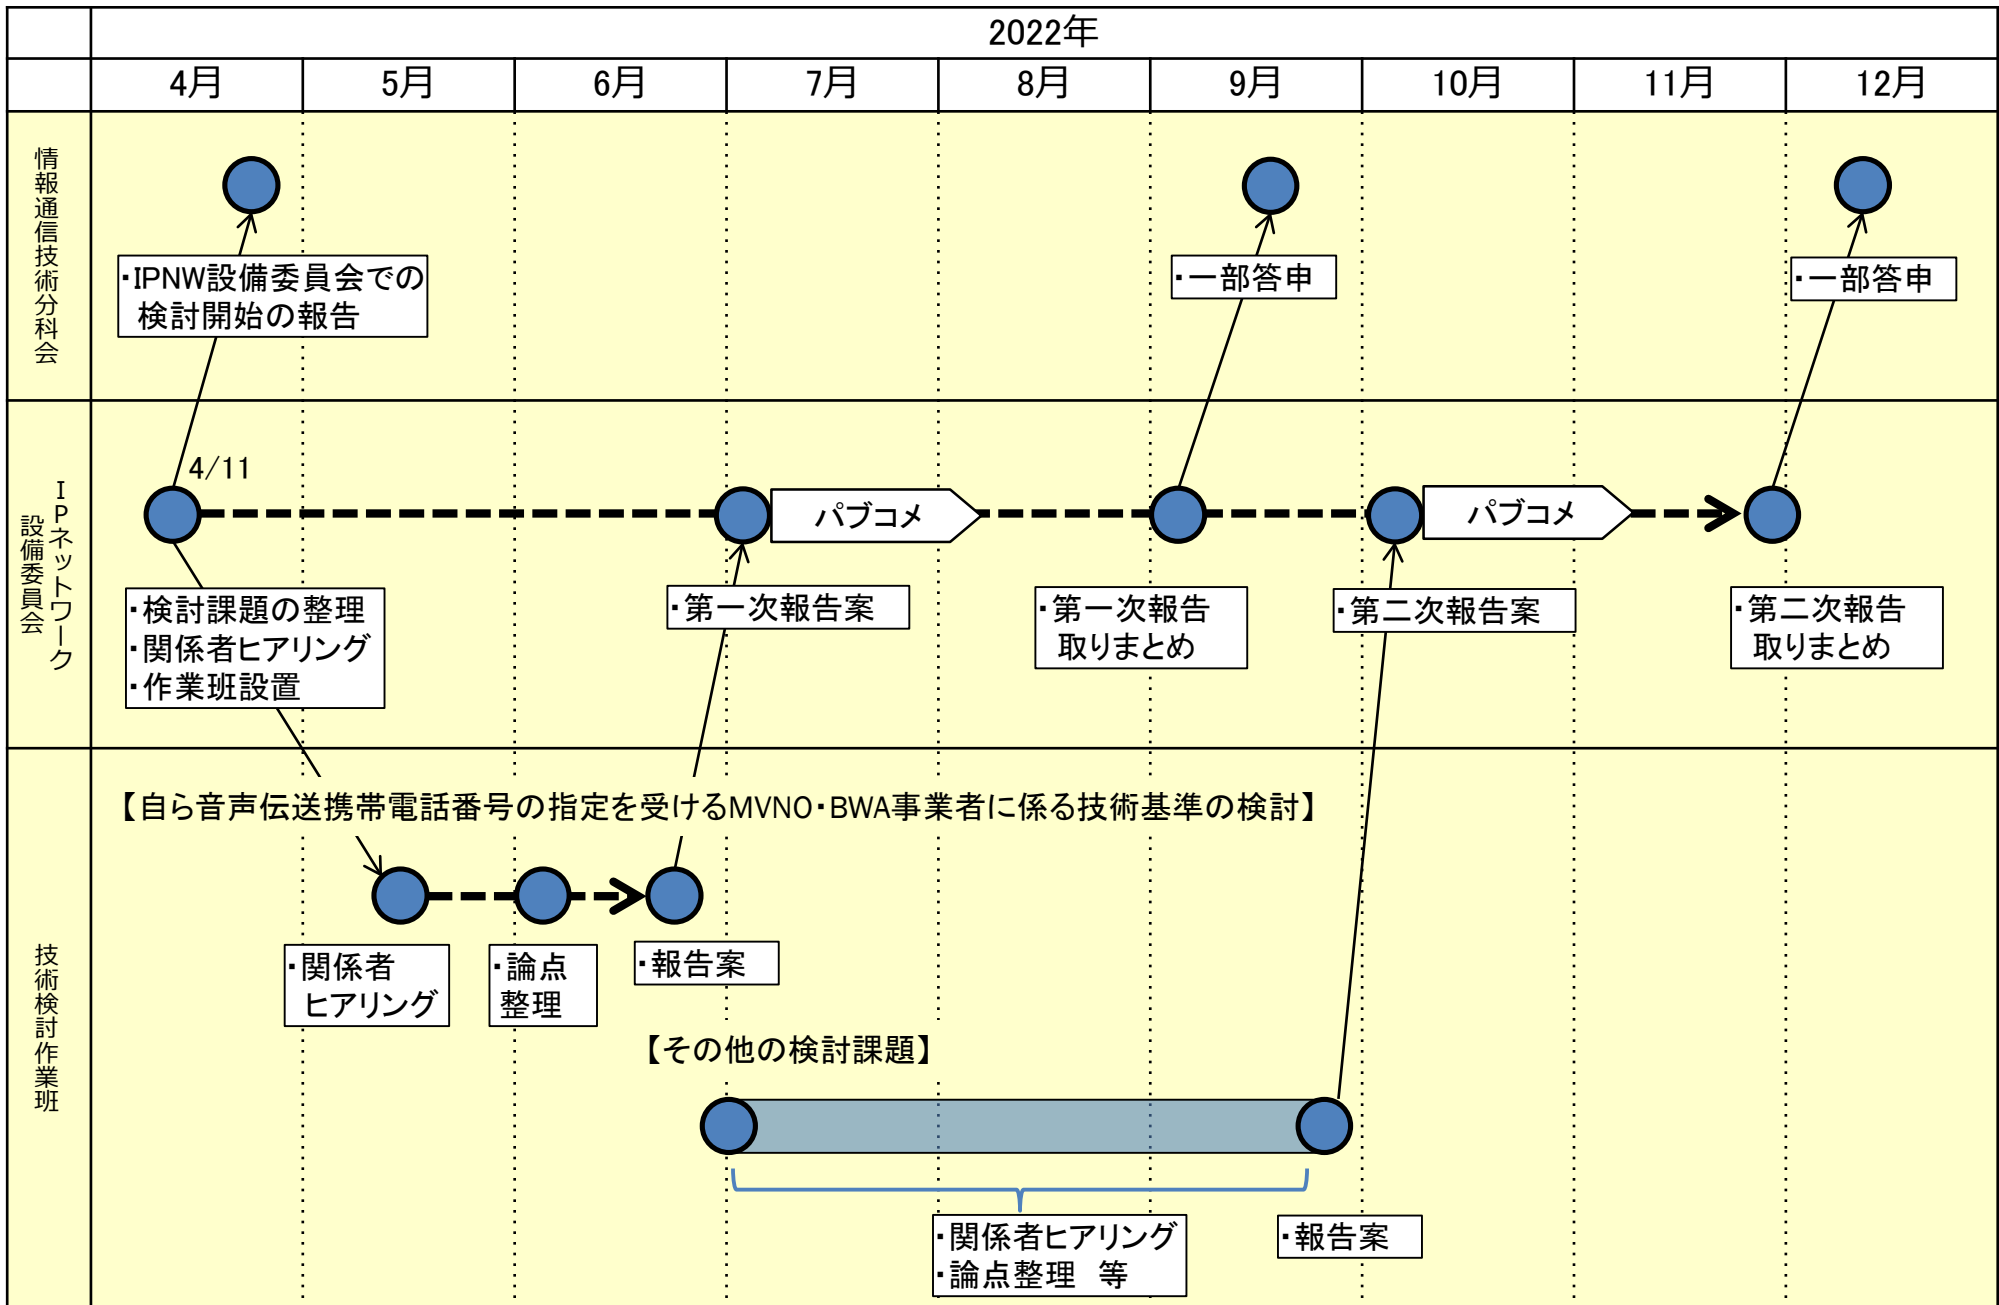 2022年
4月
5月
6月
7月
8月
9月
10月
11月
12月
情報通信技術分科会
・IPNW設備委員会での
検討開始の報告
・一部答申
・一部答申
IPネットワーク
設備委員会
4/11
パブコメ
パブコメ
・検討課題の整理
・関係者ヒアリング
・作業班設置
・第一次報告案
・第一次報告
取りまとめ
・第二次報告案
・第二次報告
取りまとめ
技術検討作業班
【自ら音声伝送携帯電話番号の指定を受けるMVNO・BWA事業者に係る技術基準の検討】
・関係者
ヒアリング
・論点
整理
・報告案
【その他の検討課題】
・関係者ヒアリング
・論点整理　等
・報告案